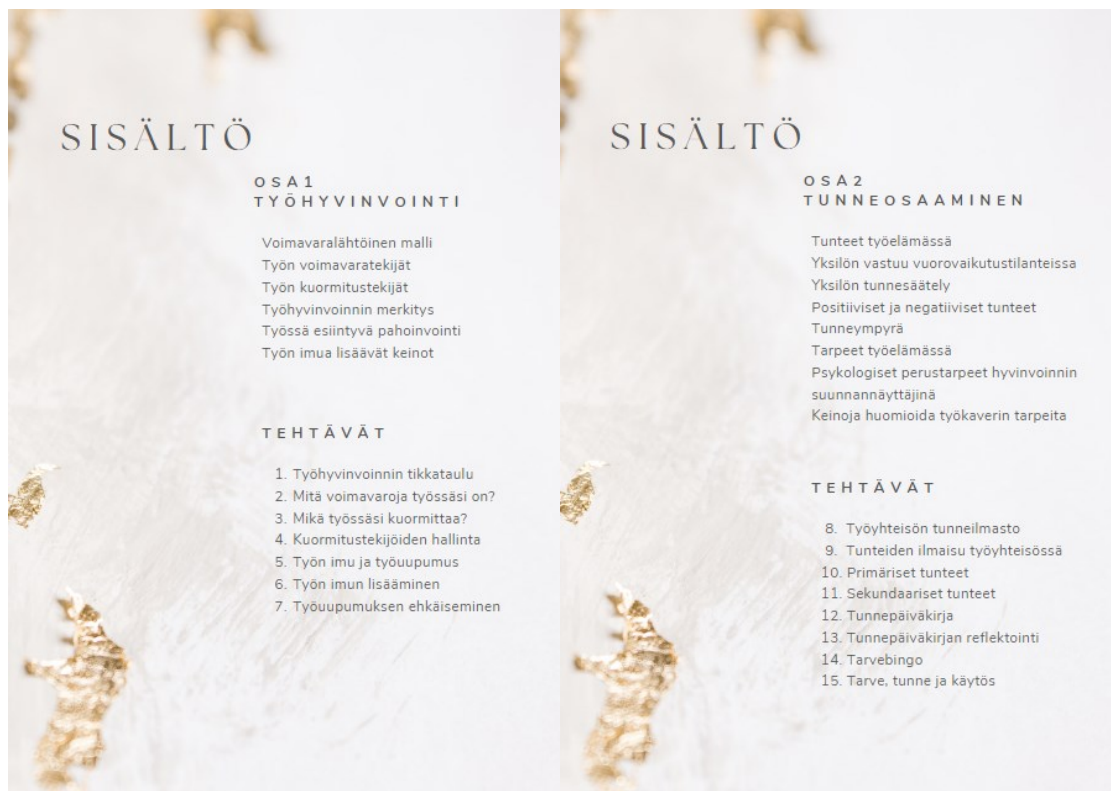 SISÄLTÖ
OSA1
TYÖHYVINVOINTI
Voimavaralähtöinen malli
Työn voimavaratekijät
Työn kuormitustekijät
Työhyvinvoinnin merkitys
Työssä esiintyvä pahoinvointi
Työn imua lisäävät keinot
TEHTÄVÄT
1. Työhyvinvoinnin tikkataulu
2. Mitä voimavaroja työssäsi on?
3. Mikä työssäsi kuormittaa?
4. Kuormitustekijöiden hallinta
5. Työn imu ja työuupumus
6. Työn imun lisääminen
7. Työuupumuksen ehkäiseminen
SISÄLTÖ
OSA2
TUNNEOSAAMINEN
Tunteet työelämässä
Yksilön vastuu vuorovaikutustilanteissa
Yksilön tunnesäätely
Positiiviset ja negatiiviset tunteet
Tunneympyrä
Tarpeet työelämässä
Psykologiset perustarpeet hyvinvoinnin
suunnannäyttäjinä
Keinoja huomioida työkaverin tarpeita
TEHTÄVÄT
8. Työyhteisön tunneilmasto
9. Tunteiden ilmaisu työyhteisössä
10. Primäriset tunteet
11. Sekundaariset tunteet
12. Tunnepäiväkirja
13. Tunnepäiväkirjan reflektointi
14. Tarvebingo
15. Tarve, tunne ja käytös